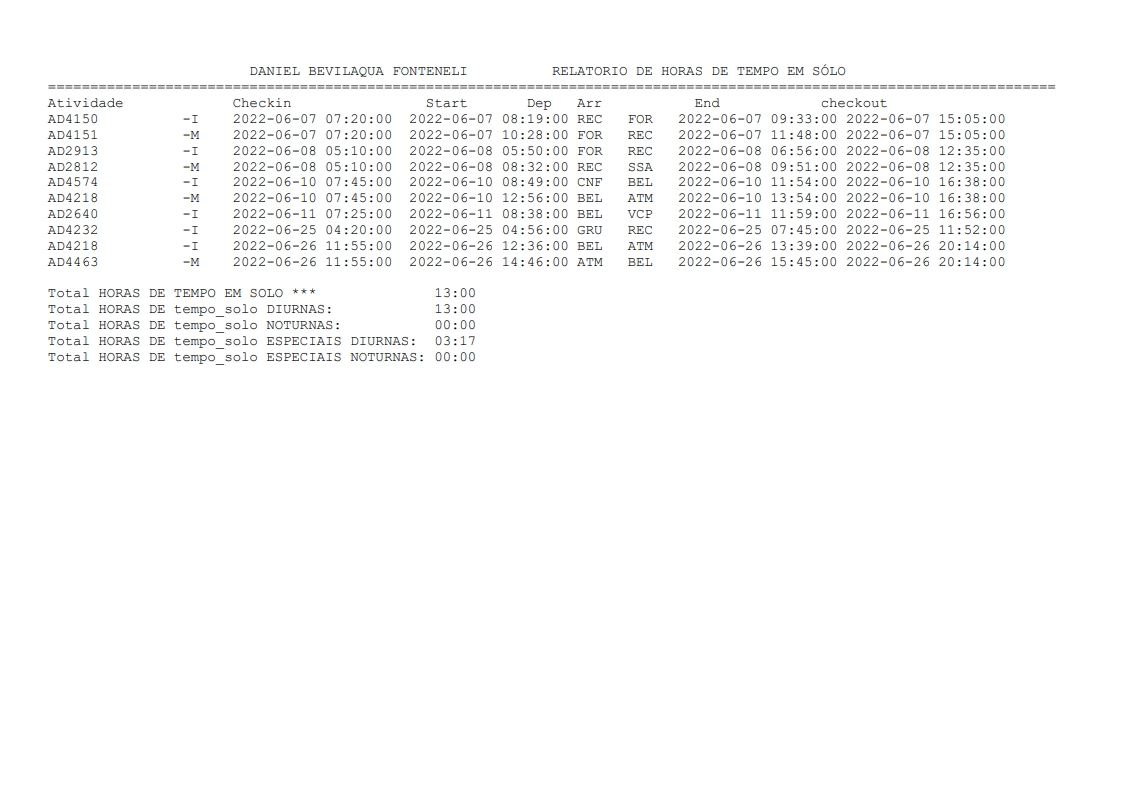 DANIEL BEVILAQUA FONTENELI          RELATORIO DE HORAS DE TEMPO EM SÓLO
========================================================================================================================
Atividade             Checkin                Start       Dep   Arr           End            checkout
AD4150          -I    2022-06-07 07:20:00  2022-06-07 08:19:00 REC   FOR   2022-06-07 09:33:00 2022-06-07 15:05:00
AD4151          -M    2022-06-07 07:20:00  2022-06-07 10:28:00 FOR   REC   2022-06-07 11:48:00 2022-06-07 15:05:00
AD2913          -I    2022-06-08 05:10:00  2022-06-08 05:50:00 FOR   REC   2022-06-08 06:56:00 2022-06-08 12:35:00
AD2812          -M    2022-06-08 05:10:00  2022-06-08 08:32:00 REC   SSA   2022-06-08 09:51:00 2022-06-08 12:35:00
AD4574          -I    2022-06-10 07:45:00  2022-06-10 08:49:00 CNF   BEL   2022-06-10 11:54:00 2022-06-10 16:38:00
AD4218          -M    2022-06-10 07:45:00  2022-06-10 12:56:00 BEL   ATM   2022-06-10 13:54:00 2022-06-10 16:38:00
AD2640          -I    2022-06-11 07:25:00  2022-06-11 08:38:00 BEL   VCP   2022-06-11 11:59:00 2022-06-11 16:56:00
AD4232          -I    2022-06-25 04:20:00  2022-06-25 04:56:00 GRU   REC   2022-06-25 07:45:00 2022-06-25 11:52:00
AD4218          -I    2022-06-26 11:55:00  2022-06-26 12:36:00 BEL   ATM   2022-06-26 13:39:00 2022-06-26 20:14:00
AD4463          -M    2022-06-26 11:55:00  2022-06-26 14:46:00 ATM   BEL   2022-06-26 15:45:00 2022-06-26 20:14:00
Total HORAS DE TEMPO EM SOLO ***              13:00
Total HORAS DE tempo_solo DIURNAS:            13:00
Total HORAS DE tempo_solo NOTURNAS:           00:00
Total HORAS DE tempo_solo ESPECIAIS DIURNAS:  03:17
Total HORAS DE tempo_solo ESPECIAIS NOTURNAS: 00:00